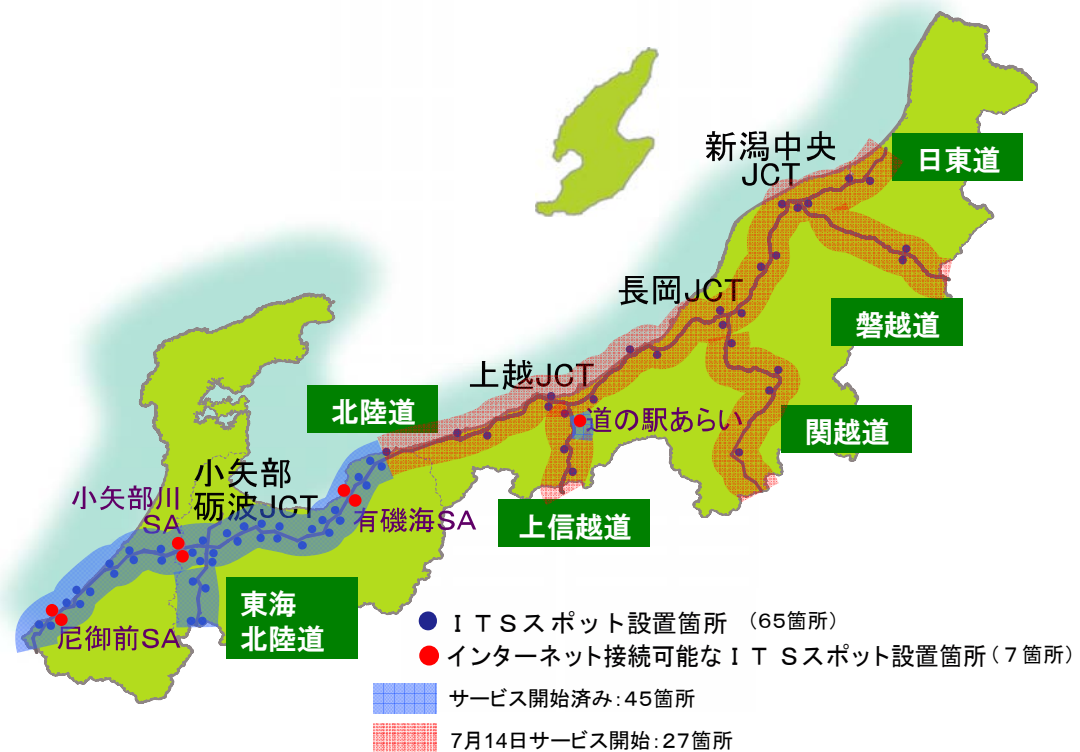 新潟中央
JCT
日東道
長岡JCT
磐越道
上越JCT
北陸道
道の駅あらい
関越道
小矢部
砺波JCT
小矢部川
SA
有磯海SA
上信越道
東海
北陸道
尼御前SA
ＩＴＳスポット設置箇所 （65箇所）
インターネット接続可能なＩＴＳスポット設置箇所（７箇所）
サービス開始済み：45箇所
7月14日サービス開始：27箇所